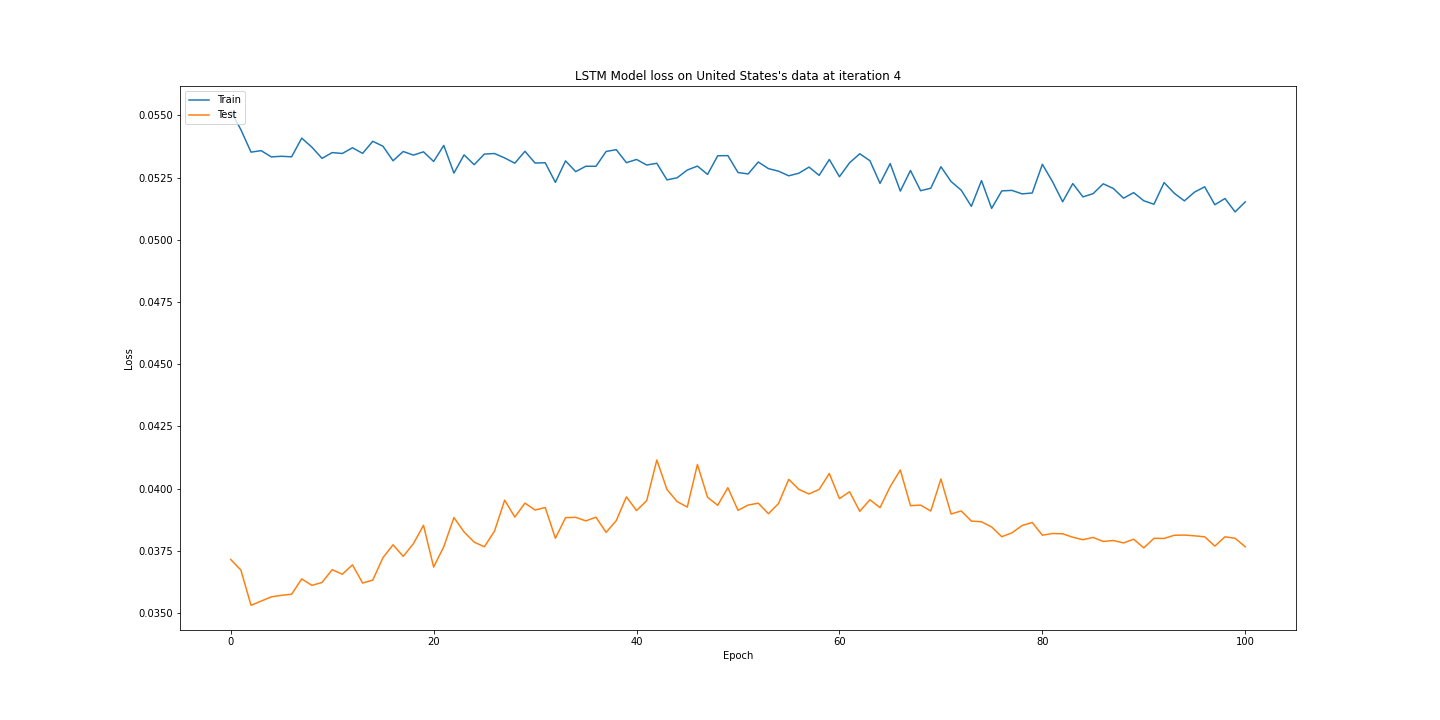 LSTM Model loss on United States's data at iteration 4
Train
Test
0.0550
0.0525
0.0500
0.0475
0.0450
0.0425
0.0400
0.0375
0.0350
Loss
0 20 40 60 80 100
Epoch